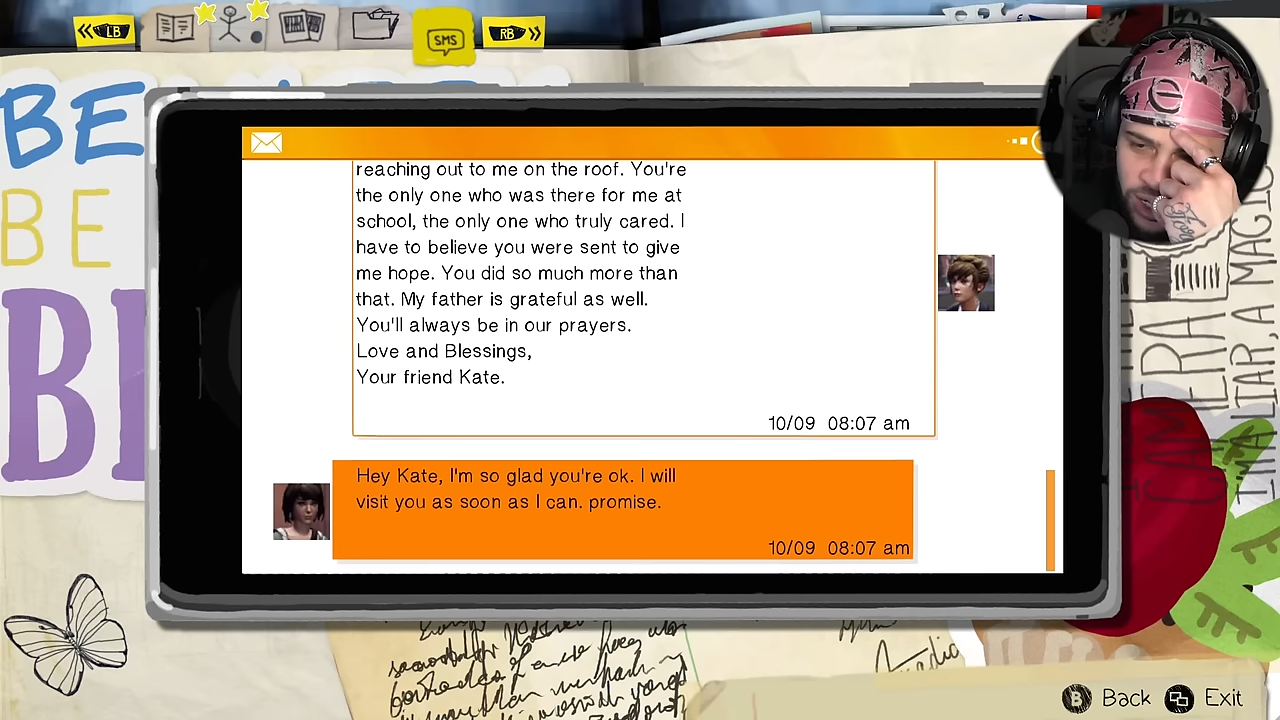 LB
SMS
RB
reaching out to me on the roof. You're
the only one who was there for me at
school, the only one who truly cared. I
have to believe you were sent to give
me hope. You did so much more than
that. My father is grateful as well.
You'll always be in our prayers.
Love and Blessings,
Your friend Kate.
10/09 08:07 am
Hey Kate, I'm so glad you're ok. I will
visit you as soon as I can. promise.
10/09 08:07 am
BE
BE
Back
Exit